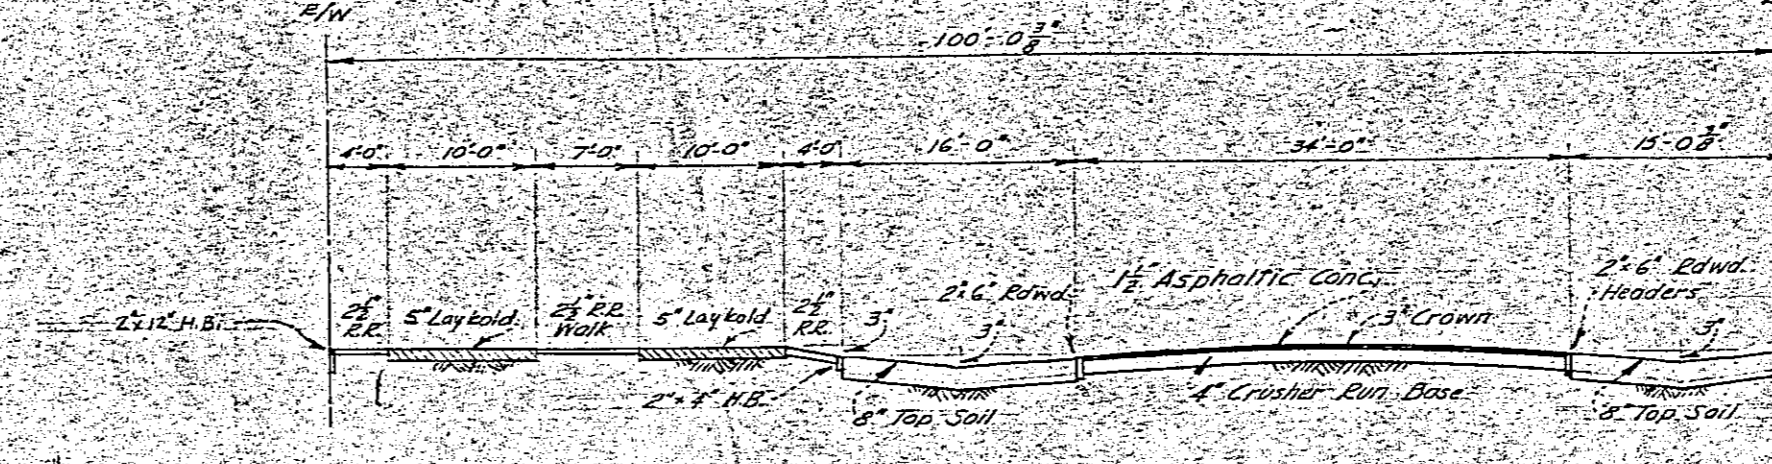 R/W
100'-0 3/8"
4'-0" 10'-0" 7'-0" 10'-0" 4'-0" 16'-0" 34'-0" 15'-0 3/8"
2"x12" H.B.
2 1/2" R.R.
5" Laykold
2 1/2" R.R. Walk
5" Laykold
2 1/2" R.R.
3"
2"x6" Rdwd.
3"
1 1/2" Asphaltic Conc.
3" Crown
2"x6" Rdwd. Headers
3"
2"x4" H.B.
8" Top Soil
4" Crusher Run Base
8" Top Soil